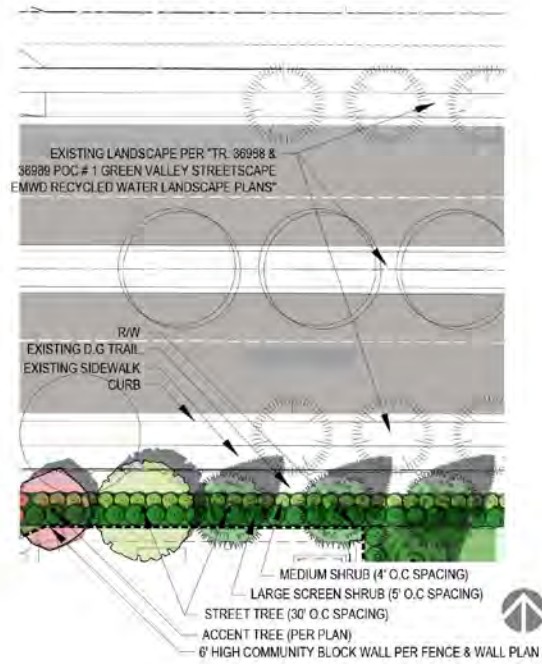 EXISTING LANDSCAPE PER "TR. 36988 &
36989 POC # 1 GREEN VALLEY STREETSCAPE
EMWD RECYCLED WATER LANDSCAPE PLANS"
R/W
EXISTING D.G TRAIL
EXISTING SIDEWALK
CURB
MEDIUM SHRUB (4' O.C SPACING)
LARGE SCREEN SHRUB (5' O.C SPACING)
STREET TREE (30' O.C SPACING)
ACCENT TREE (PER PLAN)
6' HIGH COMMUNITY BLOCK WALL PER FENCE & WALL PLAN